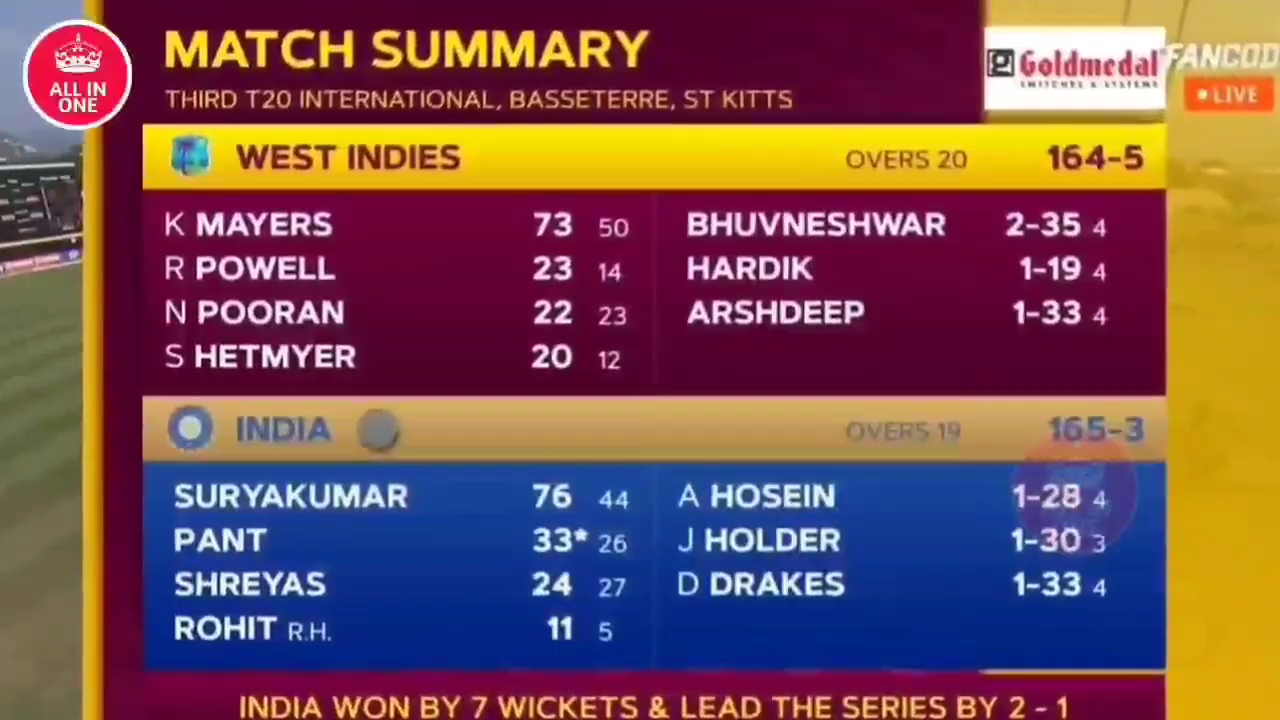 ALL IN
ONE
MATCH SUMMARY
THIRD T20 INTERNATIONAL, BASSETERRE, ST KITTS
Goldmedal
SWITCHES & SYSTEMS
FANCOD
LIVE
WEST INDIES OVERS 20 164-5
K MAYERS 73 50 BHUVNESHWAR 2-35 4
R POWELL 23 14 HARDIK 1-19 4
N POORAN 22 23 ARSHDEEP 1-33 4
S HETMYER 20 12
INDIA OVERS 19 165-3
SURYAKUMAR 76 44 A HOSEIN 1-28 4
PANT 33* 26 J HOLDER 1-30 3
SHREYAS 24 27 D DRAKES 1-33 4
ROHIT R.H. 11 5
INDIA WON BY 7 WICKETS & LEAD THE SERIES BY 2 - 1